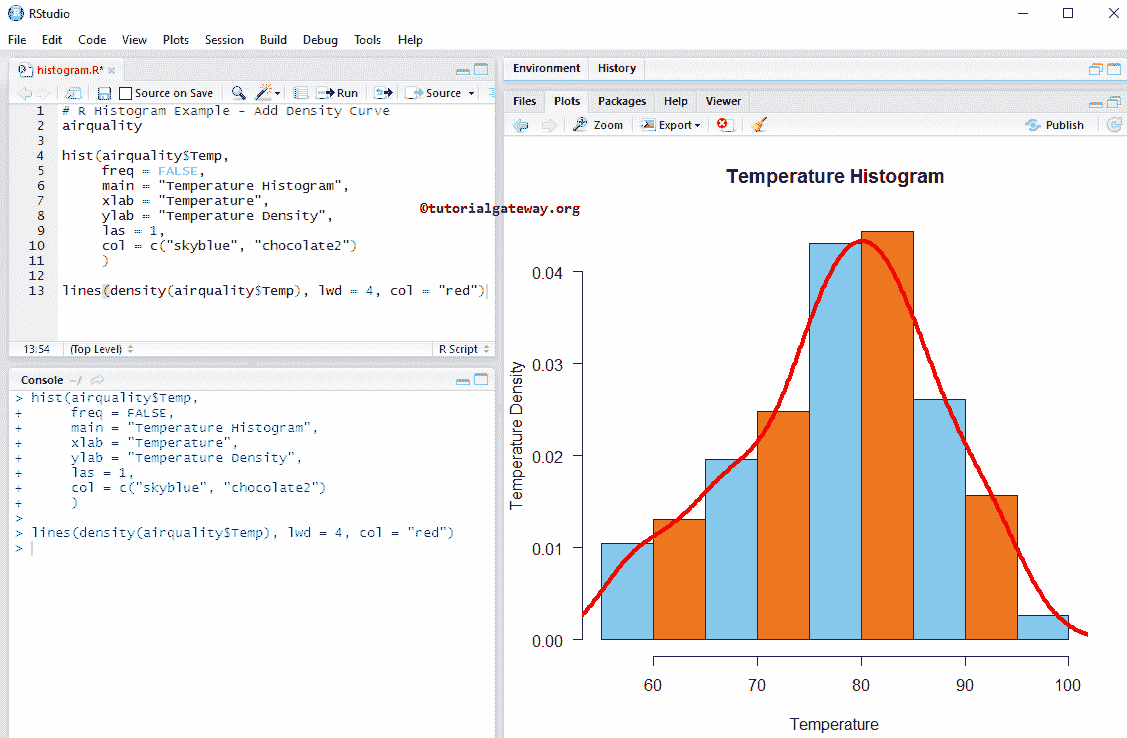 RStudio
File Edit Code View Plots Session Build Debug Tools Help
histogram.R*
Source on Save Run Source
1 # R Histogram Example - Add Density Curve
2 airquality
3
4 hist(airquality$Temp,
5 freq = FALSE,
6 main = "Temperature Histogram",
7 xlab = "Temperature",
8 ylab = "Temperature Density",
9 las = 1,
10 col = c("skyblue", "chocolate2")
11 )
12
13 lines(density(airquality$Temp), lwd = 4, col = "red")
13:54 (Top Level) R Script
Console ~/
> hist(airquality$Temp,
+ freq = FALSE,
+ main = "Temperature Histogram",
+ xlab = "Temperature",
+ ylab = "Temperature Density",
+ las = 1,
+ col = c("skyblue", "chocolate2")
+ )
>
> lines(density(airquality$Temp), lwd = 4, col = "red")
>
Environment History
Files Plots Packages Help Viewer
Zoom Export Publish
©tutorialgateway.org
Temperature Histogram
Temperature Density
0.04
0.03
0.02
0.01
0.00
60 70 80 90 100
Temperature